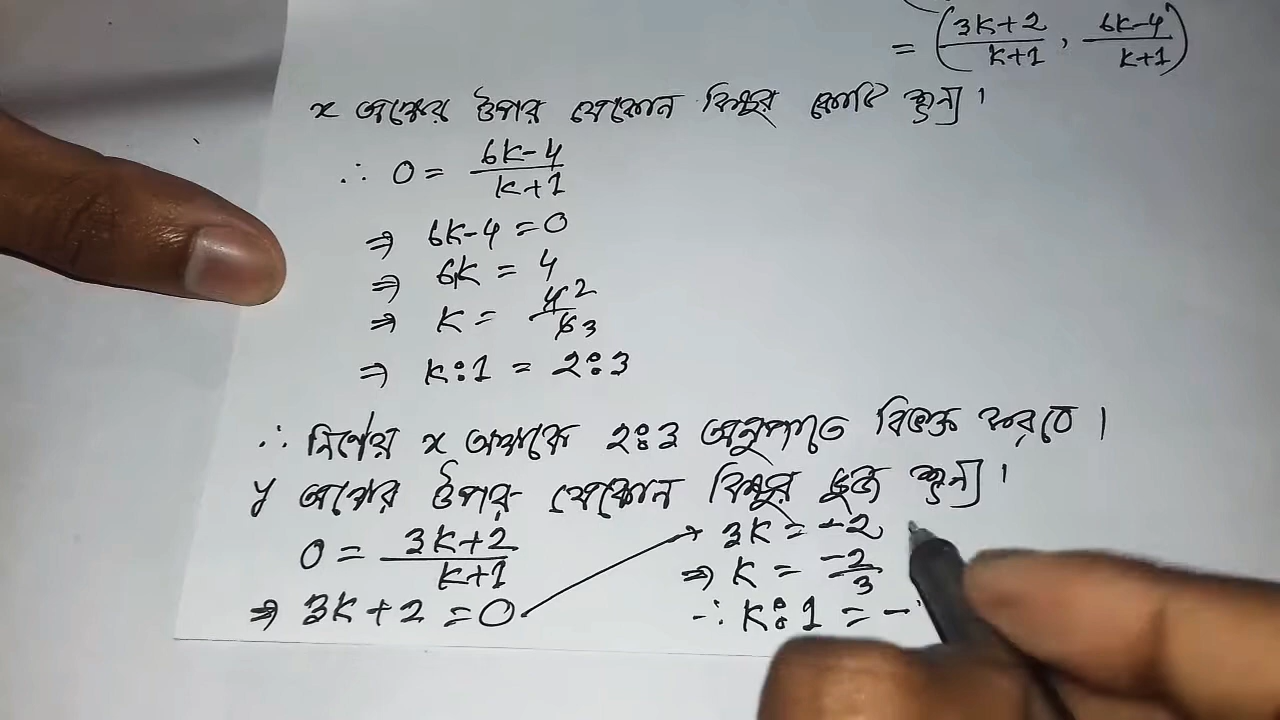 = (3k+2/k+1, 6k-4/k+1)
x অক্ষের উপর যেকোন বিন্দুর কোটি শূন্য।
∴ 0 = 6k-4/k+1
⇒ 6k-4 = 0
⇒ 6k = 4
⇒ k = 4 2/6 3
⇒ k:1 = 2:3
∴ নির্ণেয় x অক্ষকে 2:3 অনুপাতে বিভক্ত করবে।
y অক্ষের উপর যেকোন বিন্দুর ভুজ শূন্য।
0 = 3k+2/k+1
⇒ 3k+2 = 0
→ 3k = -2
⇒ k = -2/3
∴ k:1 = -